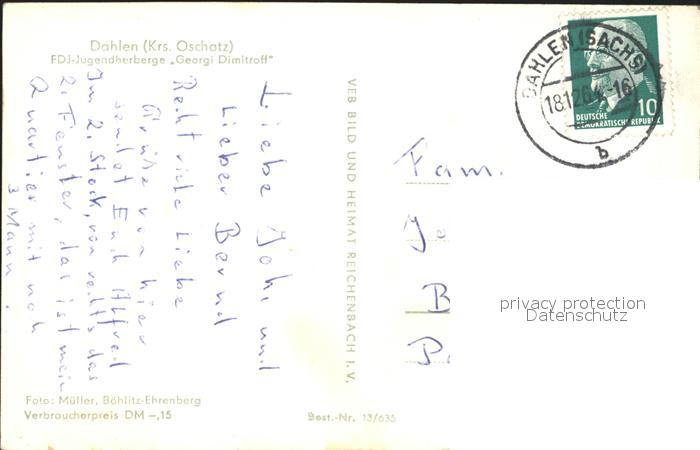 Dahlen (Krs. Oschatz)
FDJ-Jugendherberge „Georgi Dimitroff"
Liebe Joh. und
Lieber Bernd
Recht viele Liebe
Grüße von hier
sendet Euch Alfred
Im 2. Stock, von rechts das
2. Fenster, das ist mein
Quartier mit noch
3 Mann.
Foto: Müller, Böhlitz-Ehrenberg
Verbraucherpreis DM –,15
VEB BILD UND HEIMAT REICHENBACH I. V.
Best.-Nr. 13/635
DAHLEN (SACHS)
18.12.64.-16
b
10
DEUTSCHE
DEMOKRATISCHE REPUBLIK
Fam.
Je
B
P.
privacy protection
Datenschutz